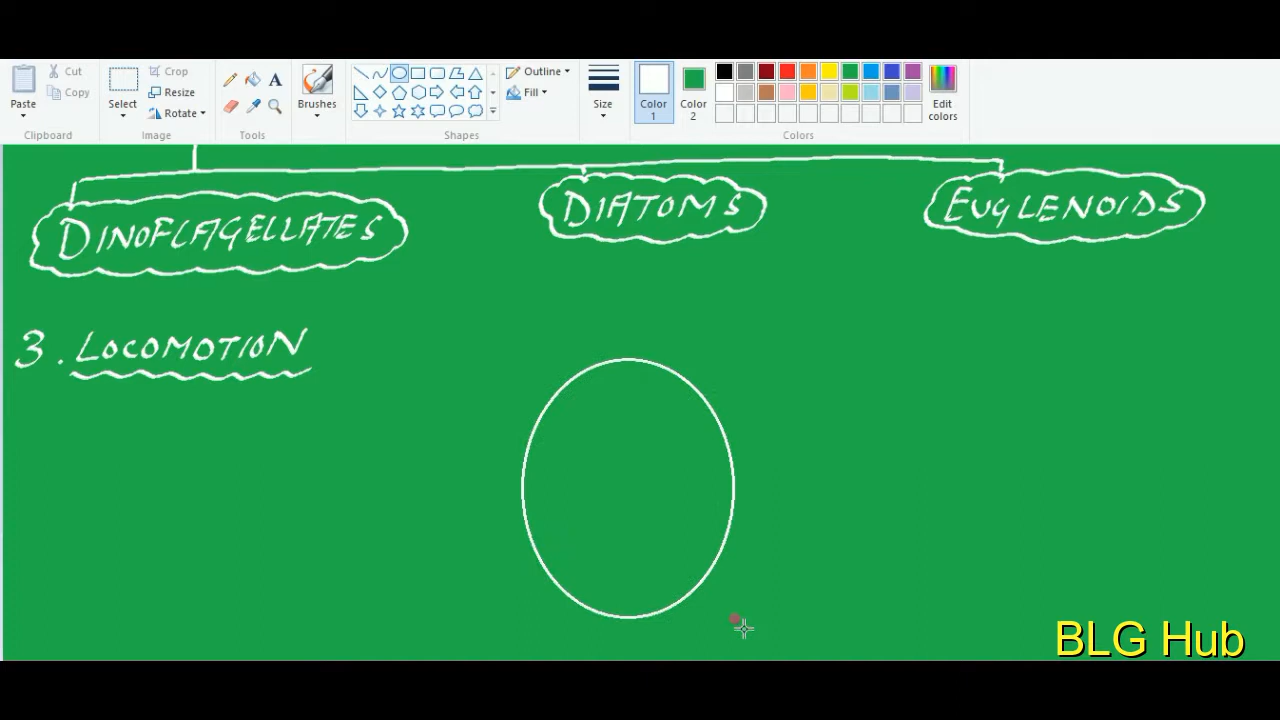 Paste
Cut
Copy
Clipboard
Select
Crop
Resize
Rotate
Image
A
Tools
Brushes
Shapes
Outline
Fill
Size
Color 1
Color 2
Edit colors
Colors
DINOFLAGELLATES
DIATOMS
EUGLENOIDS
3. LOCOMOTION
BLG Hub